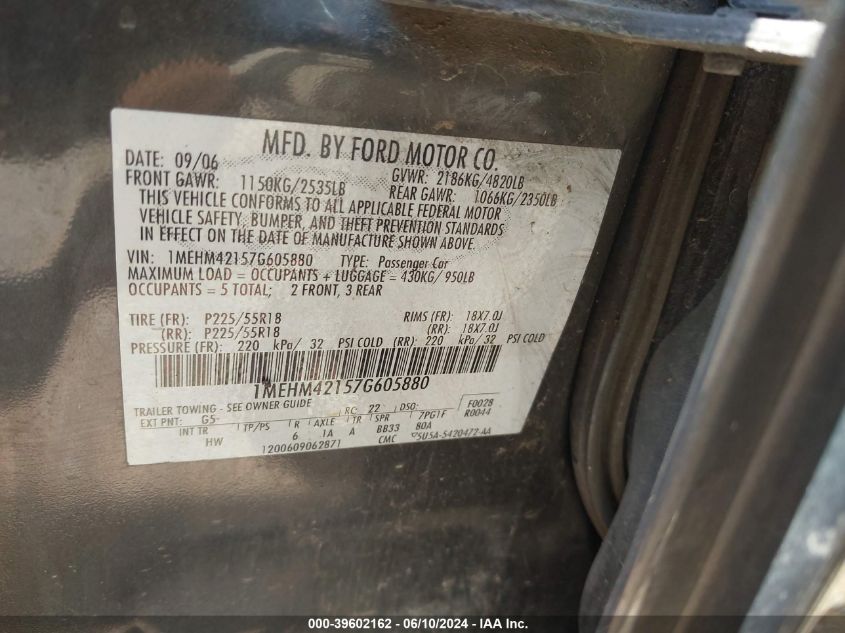 MFD. BY FORD MOTOR CO.
DATE: 09/06 GVWR: 2186KG/4820LB
FRONT GAWR: 1150KG/2535LB REAR GAWR: 1066KG/2350LB
THIS VEHICLE CONFORMS TO ALL APPLICABLE FEDERAL MOTOR
VEHICLE SAFETY, BUMPER, AND THEFT PREVENTION STANDARDS
IN EFFECT ON THE DATE OF MANUFACTURE SHOWN ABOVE.
VIN: 1MEHM42157G605880 TYPE: Passenger Car
MAXIMUM LOAD = OCCUPANTS + LUGGAGE = 430KG/ 950LB
OCCUPANTS = 5 TOTAL; 2 FRONT, 3 REAR
TIRE (FR): P225/55R18 RIMS (FR): 18X7.0J
(RR): P225/55R18 (RR): 18X7.0J
PRESSURE (FR): 220 kPa/ 32 PSI COLD (RR): 220 kPa/ 32 PSI COLD
1MEHM42157G605880
TRAILER TOWING - SEE OWNER GUIDE RC: 22 DSO: F0028
EXT PNT: G5- R0044
INT TR TP/PS R AXLE TR SPR 7PG1F
HW 6 1A A BB33 80A
1200609062871 CMC 5U5A-5420472-AA
000-39602162 - 06/10/2024 - IAA Inc.